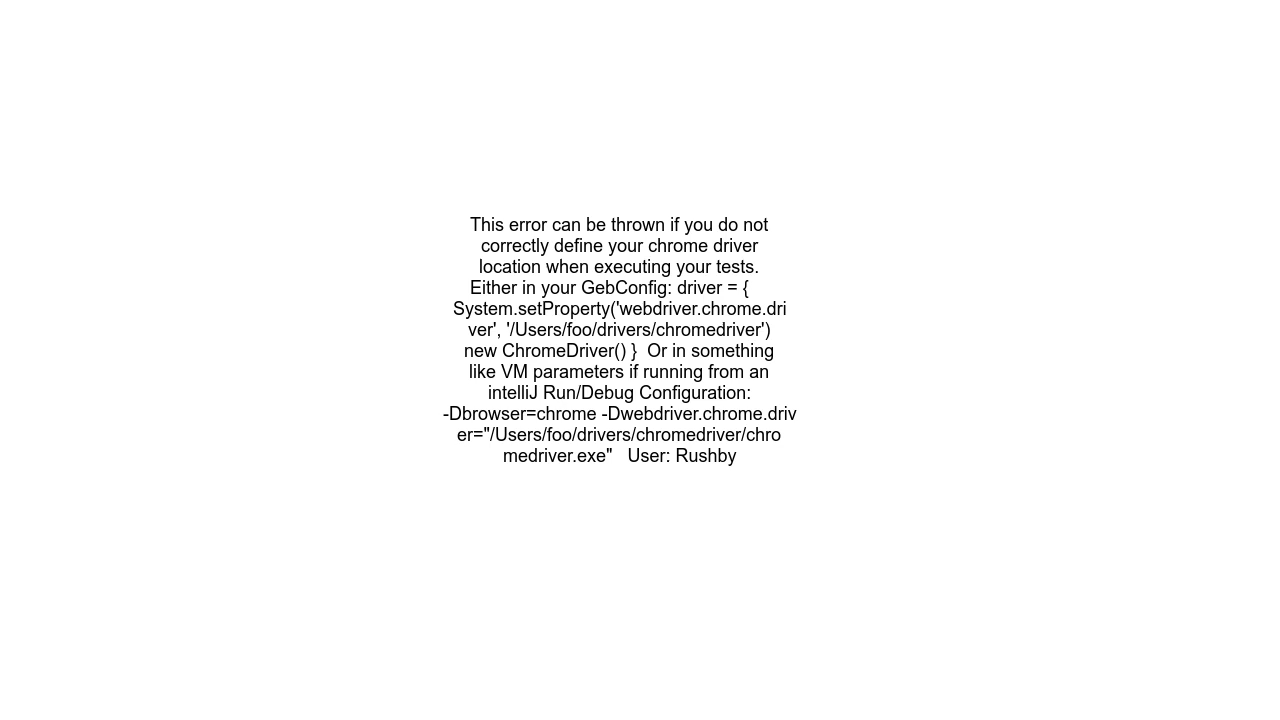 This error can be thrown if you do not
correctly define your chrome driver
location when executing your tests.
Either in your GebConfig: driver = {
System.setProperty('webdriver.chrome.dri
ver', '/Users/foo/drivers/chromedriver')
new ChromeDriver() }  Or in something
like VM parameters if running from an
intelliJ Run/Debug Configuration:
-Dbrowser=chrome -Dwebdriver.chrome.driv
er="/Users/foo/drivers/chromedriver/chro
medriver.exe"   User: Rushby